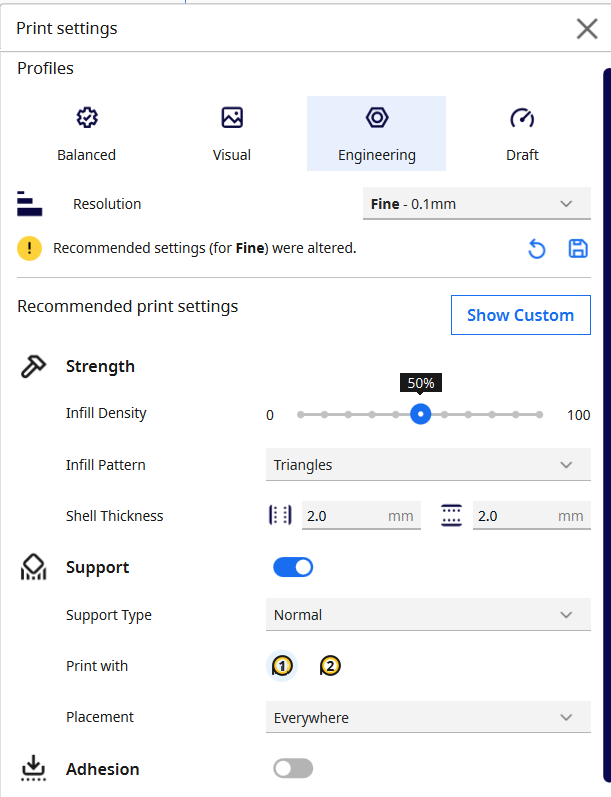 Print settings
Profiles
Balanced
Visual
Engineering
Draft
Resolution
Fine - 0.1mm
!
Recommended settings (for Fine) were altered.
Recommended print settings
Show Custom
Strength
50%
Infill Density
0
100
Infill Pattern
Triangles
Shell Thickness
2.0 mm
2.0 mm
Support
Support Type
Normal
Print with
1
2
Placement
Everywhere
Adhesion